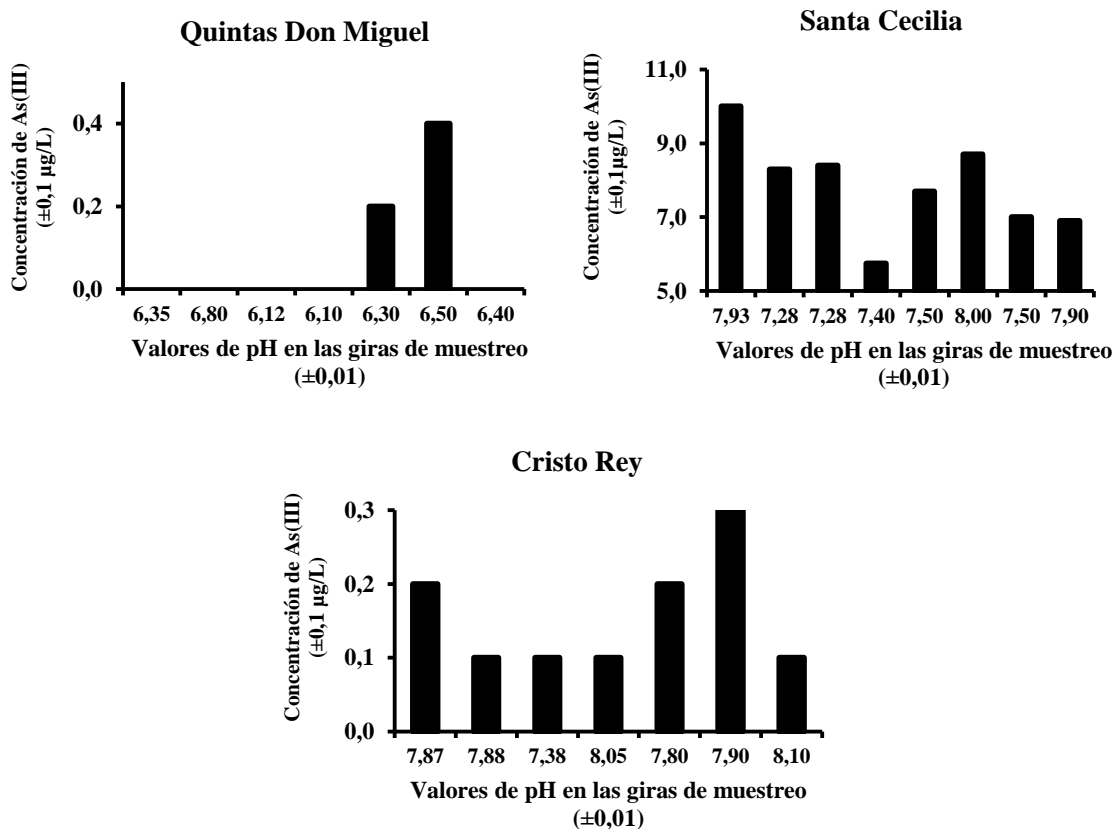 Quintas Don Miguel
Concentración de As(III)
(±0,1 µg/L)
0,4
0,2
0,0
6,35 6,80 6,12 6,10 6,30 6,50 6,40
Valores de pH en las giras de muestreo
(±0,01)
Santa Cecilia
Concentración de As(III)
(±0,1µg/L)
11,0
9,0
7,0
5,0
7,93 7,28 7,28 7,40 7,50 8,00 7,50 7,90
Valores de pH en las giras de muestreo
(±0,01)
Cristo Rey
Concentración de As(III)
(±0,1 µg/L)
0,3
0,2
0,1
0,0
7,87 7,88 7,38 8,05 7,80 7,90 8,10
Valores de pH en las giras de muestreo
(±0,01)